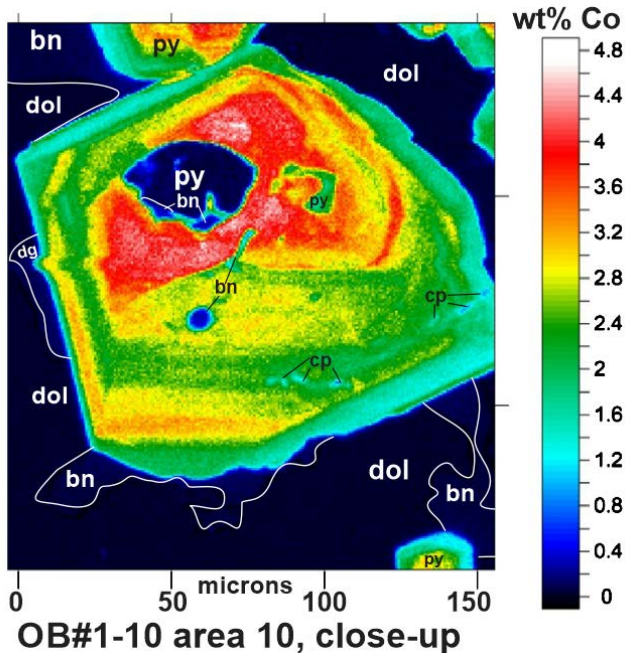 wt% Co
bn
py
dol
dol
py
bn
py
dg
bn
cp
cp
dol
dol
bn
bn
py
4.8
4.4
4
3.6
3.2
2.8
2.4
2
1.6
1.2
0.8
0.4
0
microns
0 50 100 150
OB#1-10 area 10, close-up